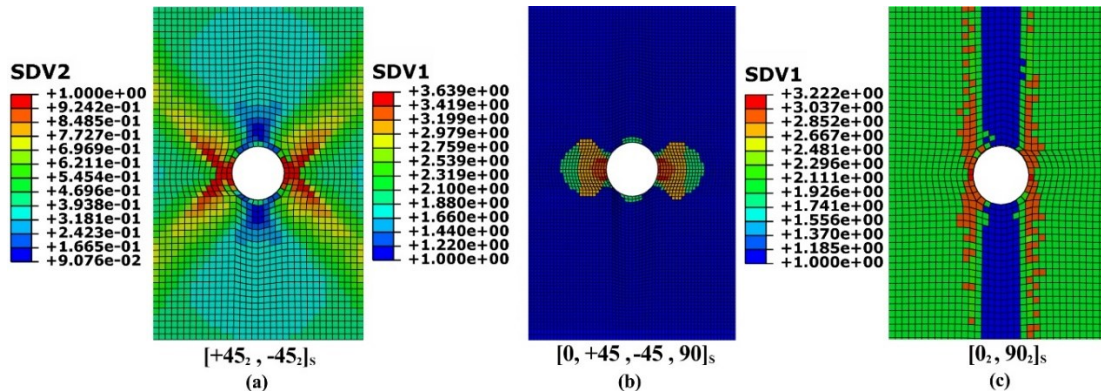 SDV2
+1.000e+00
+9.242e-01
+8.485e-01
+7.727e-01
+6.969e-01
+6.211e-01
+5.454e-01
+4.696e-01
+3.938e-01
+3.181e-01
+2.423e-01
+1.665e-01
+9.076e-02
[+45₂ , -45₂]ₛ
(a)
SDV1
+3.639e+00
+3.419e+00
+3.199e+00
+2.979e+00
+2.759e+00
+2.539e+00
+2.319e+00
+2.100e+00
+1.880e+00
+1.660e+00
+1.440e+00
+1.220e+00
+1.000e+00
[0, +45 , -45 , 90]ₛ
(b)
SDV1
+3.222e+00
+3.037e+00
+2.852e+00
+2.667e+00
+2.481e+00
+2.296e+00
+2.111e+00
+1.926e+00
+1.741e+00
+1.556e+00
+1.370e+00
+1.185e+00
+1.000e+00
[0₂ , 90₂]ₛ
(c)